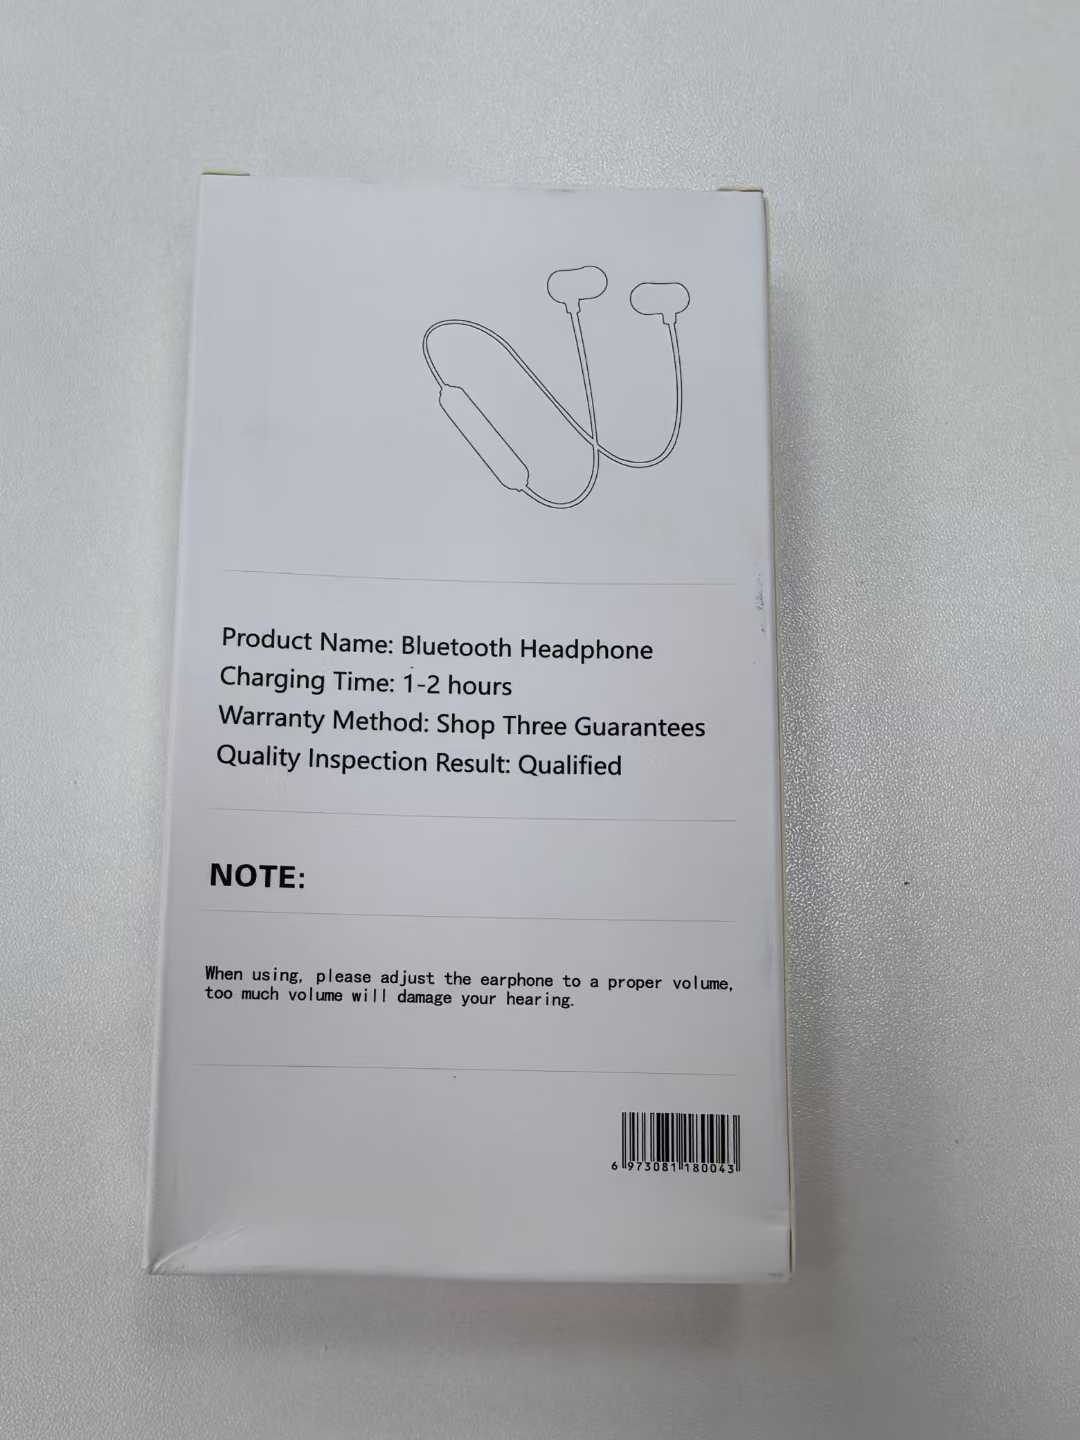 Product Name: Bluetooth Headphone
Charging Time: 1-2 hours
Warranty Method: Shop Three Guarantees
Quality Inspection Result: Qualified
NOTE:
When using, please adjust the earphone to a proper volume,
too much volume will damage your hearing.
6 973081 180043